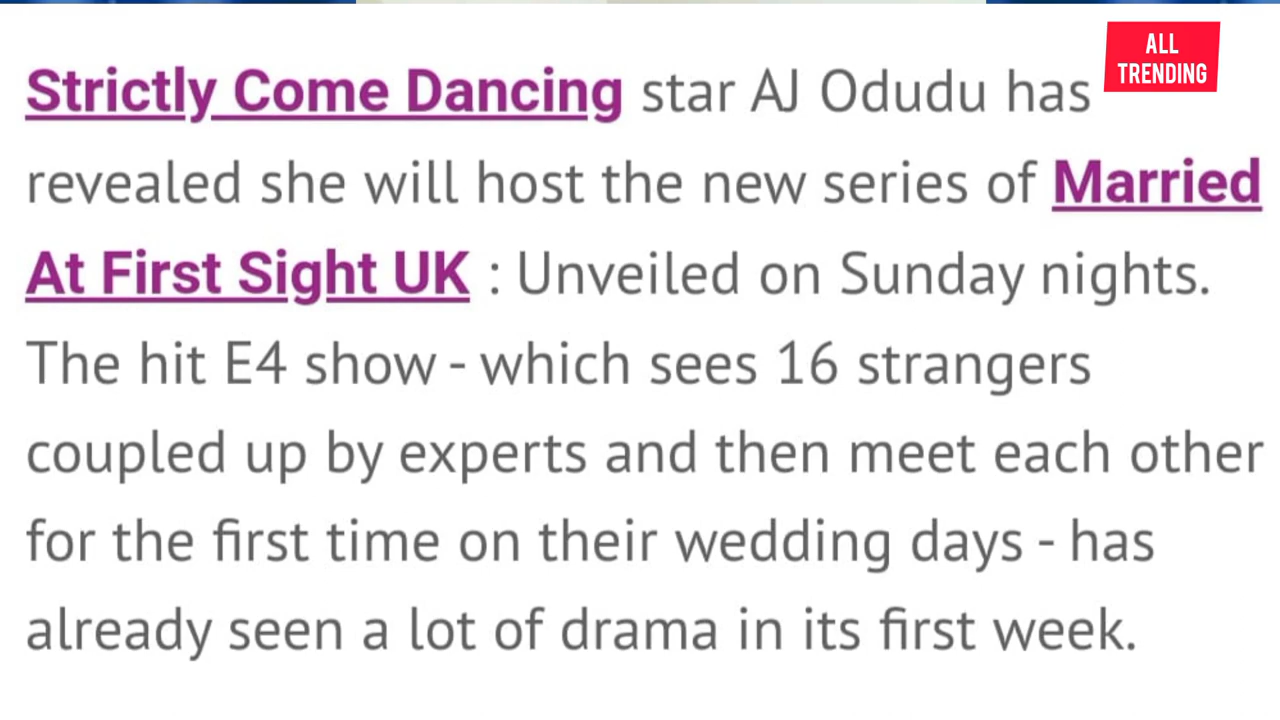 ALL
TRENDING
Strictly Come Dancing star AJ Odudu has
revealed she will host the new series of Married
At First Sight UK : Unveiled on Sunday nights.
The hit E4 show - which sees 16 strangers
coupled up by experts and then meet each other
for the first time on their wedding days - has
already seen a lot of drama in its first week.